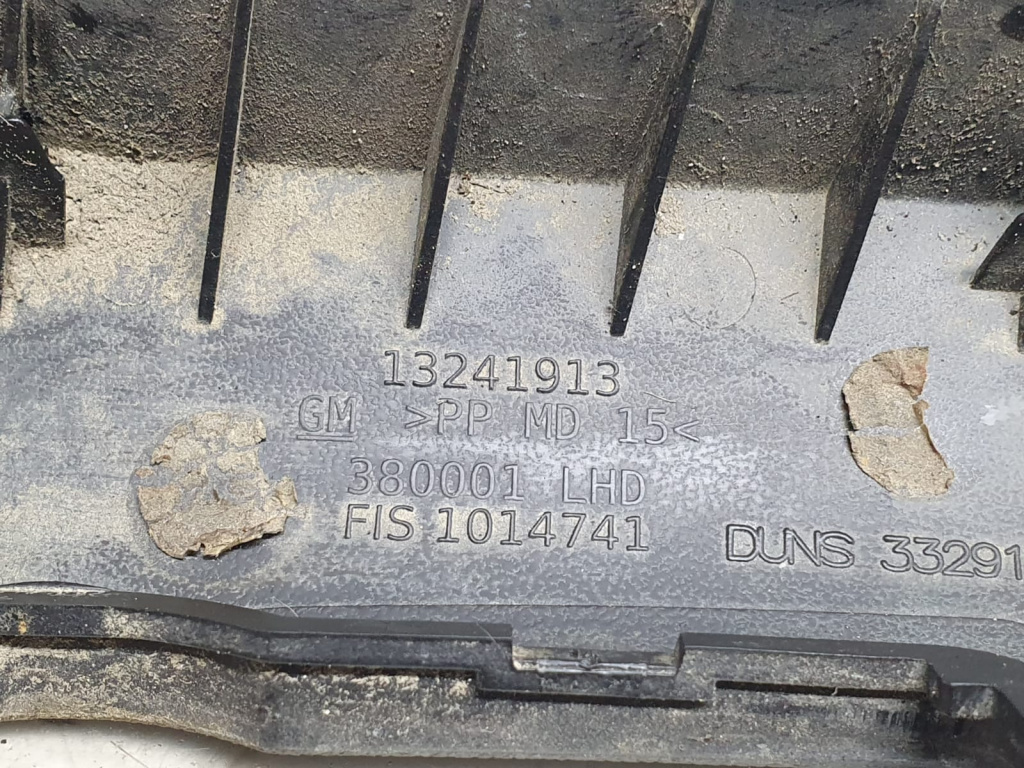 13241913
GM >PP MD 15<
380001 LHD
FIS 1014741
DUNS 33291